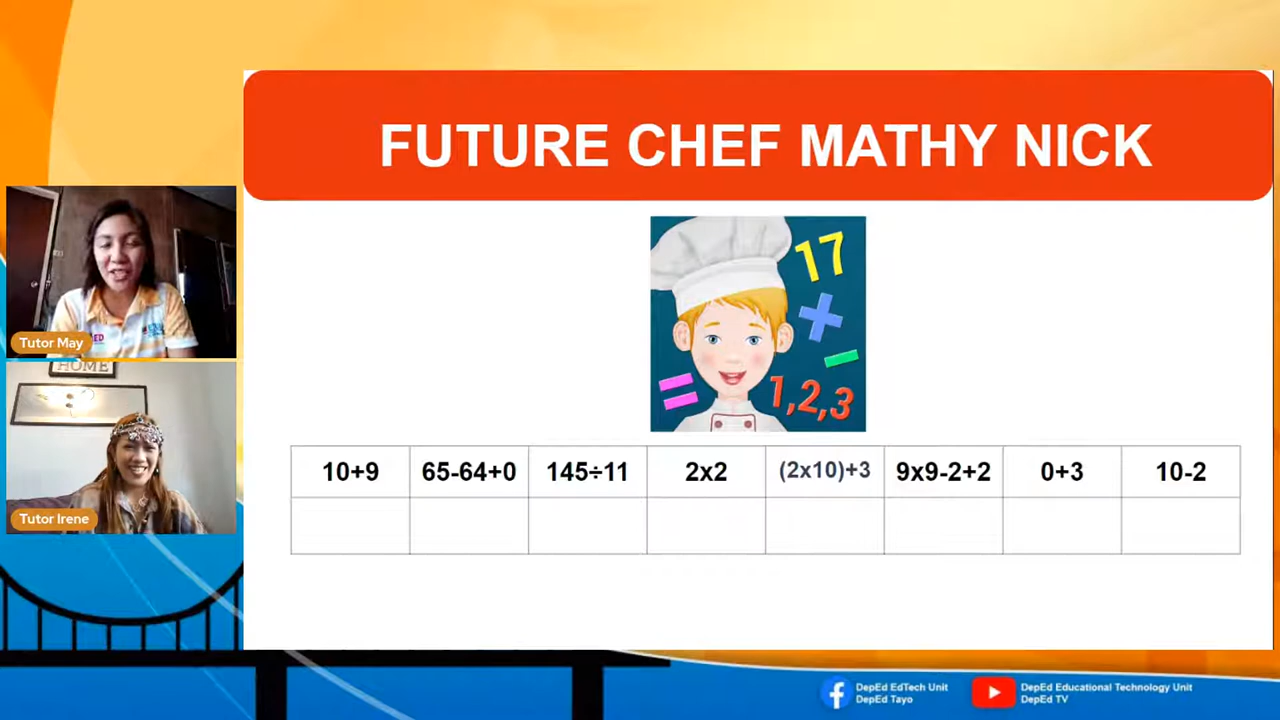 FUTURE CHEF MATHY NICK
17
+
-
=
1,2,3
10+9 65-64+0 145÷11 2x2 (2x10)+3 9x9-2+2 0+3 10-2
Tutor May
HOME
Tutor Irene
DepEd EdTech Unit
DepEd Tayo
DepEd Educational Technology Unit
DepEd TV